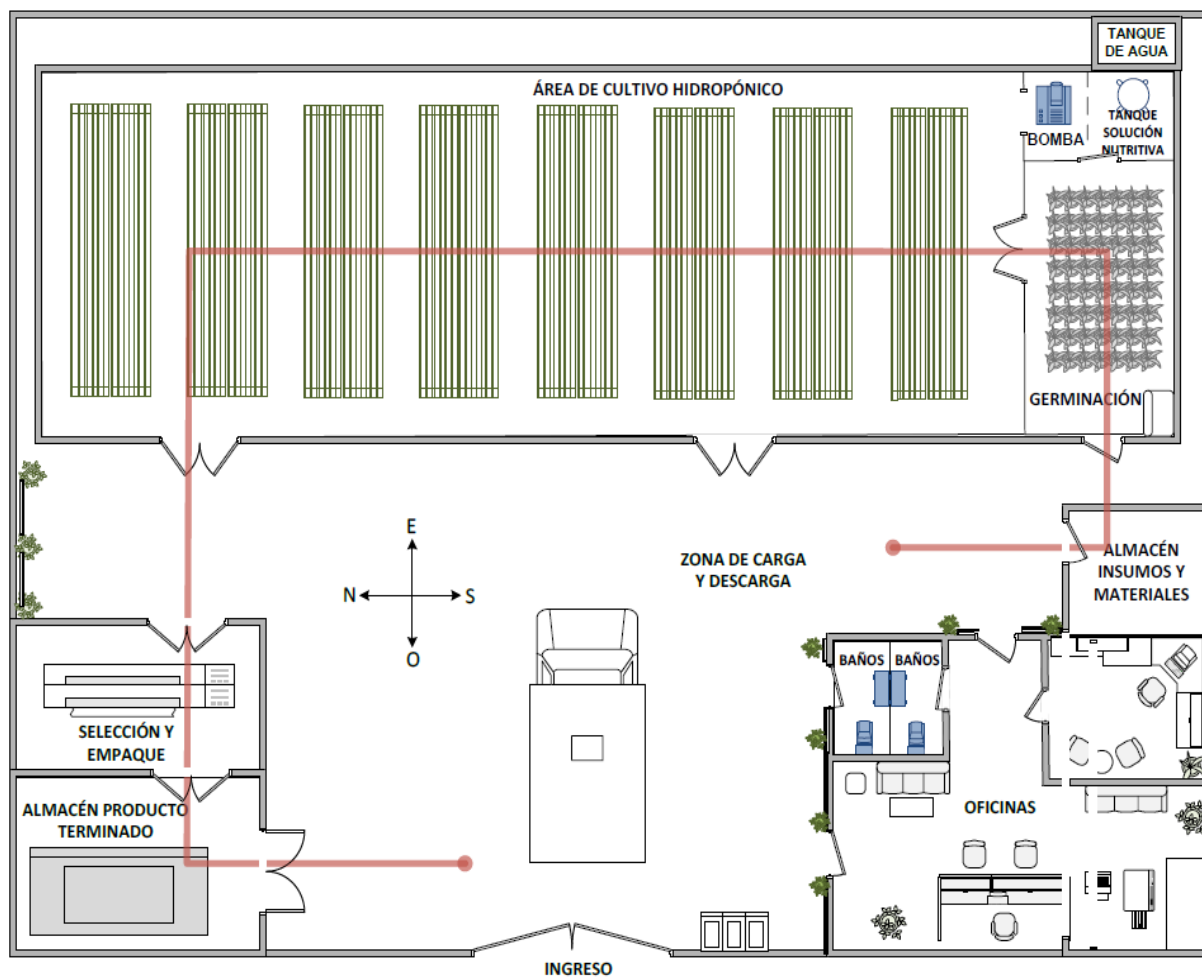 TANQUE
DE AGUA
ÁREA DE CULTIVO HIDROPÓNICO
BOMBA
TANQUE
SOLUCIÓN
NUTRITIVA
GERMINACIÓN
E
N
S
O
ZONA DE CARGA
Y DESCARGA
ALMACÉN
INSUMOS Y
MATERIALES
BAÑOS
BAÑOS
SELECCIÓN Y
EMPAQUE
ALMACÉN PRODUCTO
TERMINADO
OFICINAS
INGRESO